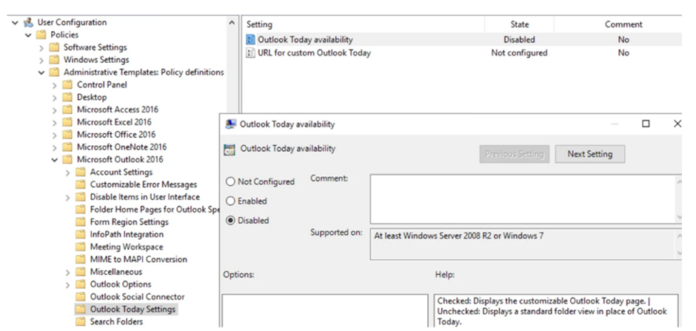 User Configuration
Policies
Software Settings
Windows Settings
Administrative Templates: Policy definitions
Control Panel
Desktop
Microsoft Access 2016
Microsoft Excel 2016
Microsoft Office 2016
Microsoft OneNote 2016
Microsoft Outlook 2016
Account Settings
Customizable Error Messages
Disable Items in User Interface
Folder Home Pages for Outlook Spe
Form Region Settings
InfoPath Integration
Meeting Workspace
MIME to MAPI Conversion
Miscellaneous
Outlook Options
Outlook Social Connector
Outlook Today Settings
Search Folders
Setting State Comment
Outlook Today availability Disabled No
URL for custom Outlook Today Not configured No
Outlook Today availability
Outlook Today availability
Previous Setting Next Setting
Not Configured Comment:
Enabled
Disabled
Supported on: At least Windows Server 2008 R2 or Windows 7
Options: Help:
Checked: Displays the customizable Outlook Today page. |
Unchecked: Displays a standard folder view in place of Outlook
Today.